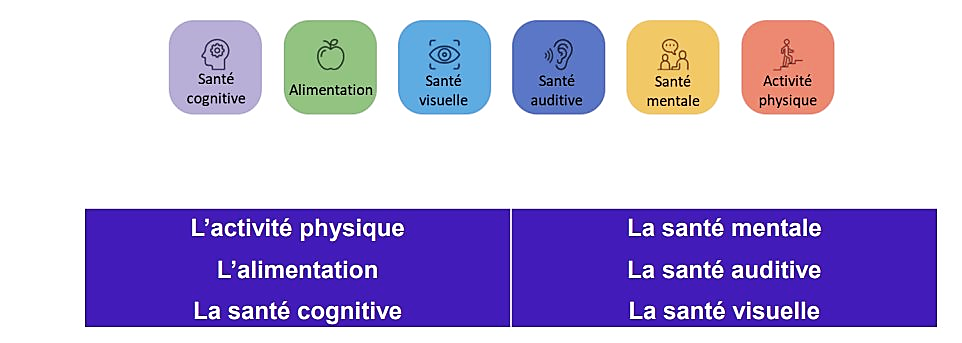 Santé
cognitive
Alimentation
Santé
visuelle
Santé
auditive
Santé
mentale
Activité
physique
L’activité physique
L’alimentation
La santé cognitive
La santé mentale
La santé auditive
La santé visuelle